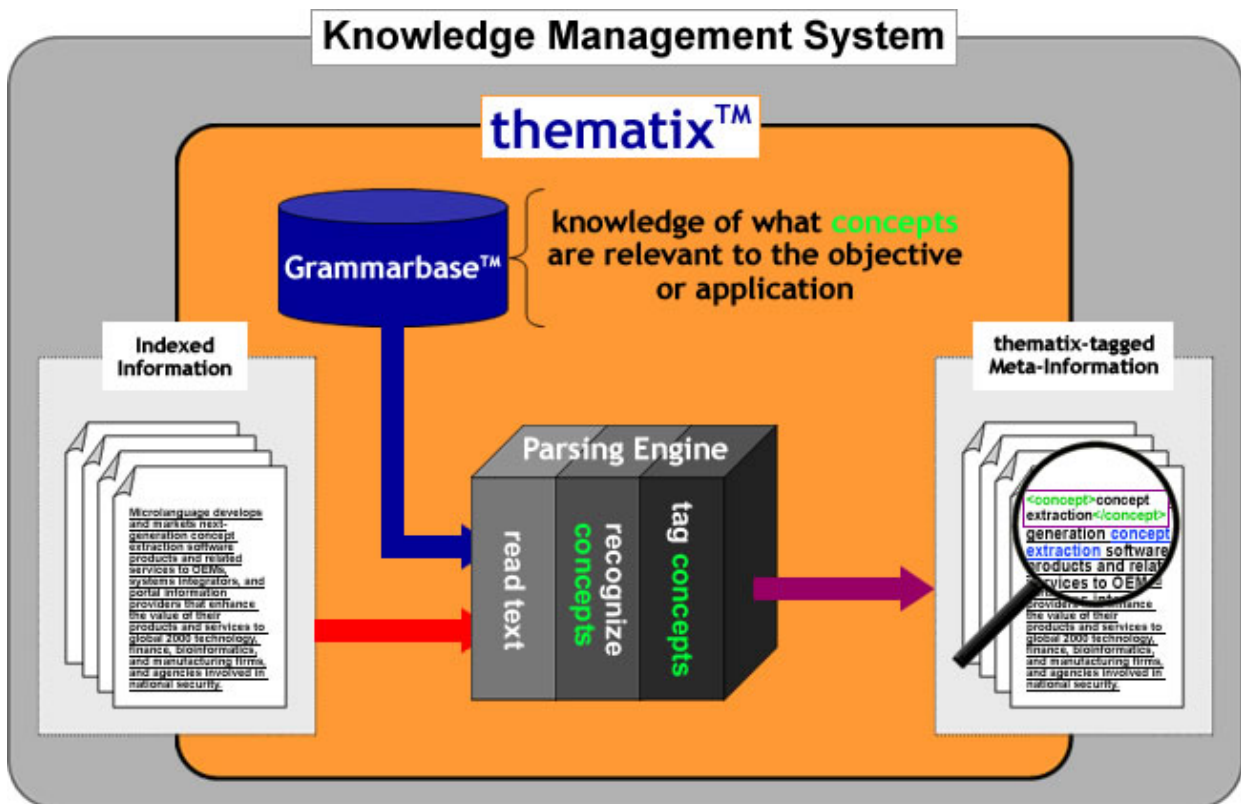 Knowledge Management System
thematix™
Grammarbase™
knowledge of what concepts
are relevant to the objective
or application
Indexed
Information
Microlanguage develops
and markets next-
generation concept
extraction software
products and related
services to OEMs,
systems integrators, and
portal information
providers that enhance
the value of their
products and services to
global 2000 technology,
finance, bioinformatics,
and manufacturing firms,
and agencies involved in
national security.
Parsing Engine
read text
recognize
concepts
tag concepts
thematix-tagged
Meta-Information
<concept>concept
extraction</concept>
generation concept
extraction software
products and relat
services to OEM
providers that enhance
the value of their
products and services to
global 2000 technology,
finance, bioinformatics,
and manufacturing firms,
and agencies involved in
national security.